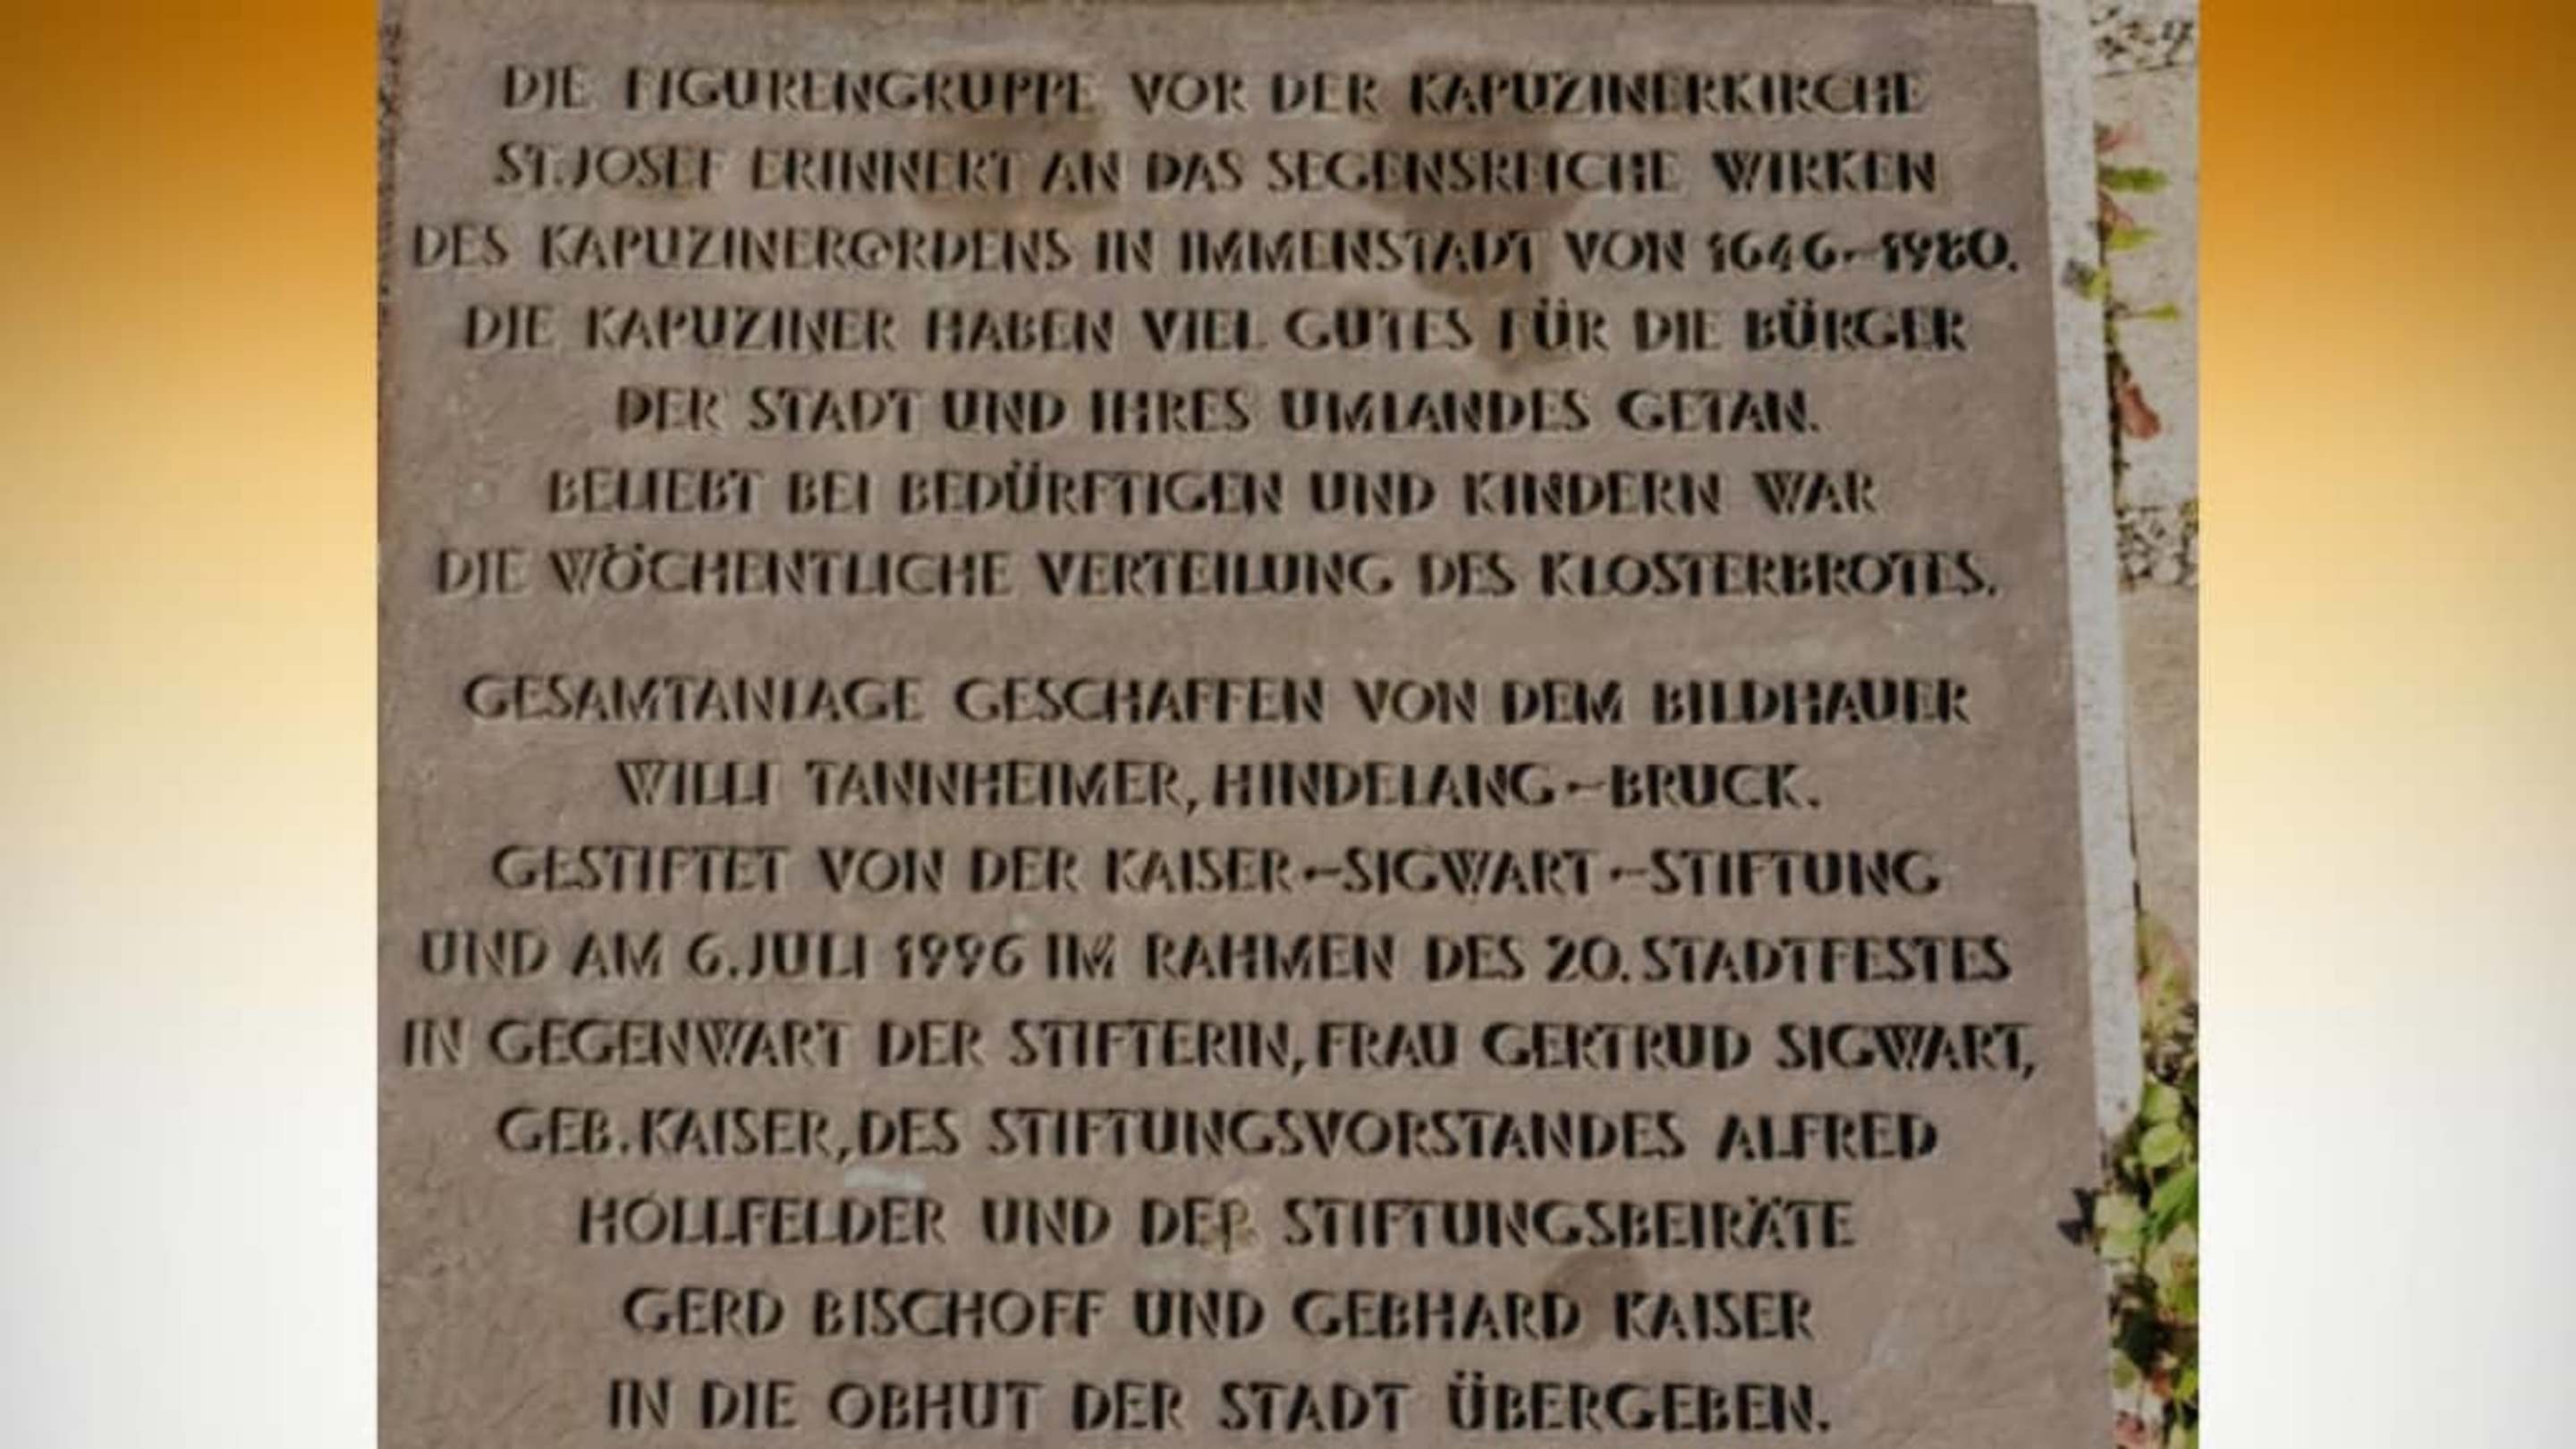 DIE FIGURENGRUPPE VOR DER KAPUZINERKIRCHE
ST. JOSEF ERINNERT AN DAS SEGENSREICHE WIRKEN
DES KAPUZINERORDENS IN IMMENSTADT VON 1646-1980.
DIE KAPUZINER HABEN VIEL GUTES FÜR DIE BÜRGER
DER STADT UND IHRES UMLANDES GETAN.
BELIEBT BEI BEDÜRFTIGEN UND KINDERN WAR
DIE WÖCHENTLICHE VERTEILUNG DES KLOSTERBROTES.
GESAMTANLAGE GESCHAFFEN VON DEM BILDHAUER
WILLI TANNHEIMER, HINDELANG-BRUCK.
GESTIFTET VON DER KAISER-SIGWART-STIFTUNG
UND AM 6. JULI 1996 IM RAHMEN DES 20. STADTFESTES
IN GEGENWART DER STIFTERIN, FRAU GERTRUD SIGWART,
GEB. KAISER, DES STIFTUNGSVORSTANDES ALFRED
HÖLLFELDER UND DER STIFTUNGSBEIRÄTE
GERD BISCHOFF UND GEBHARD KAISER
IN DIE OBHUT DER STADT ÜBERGEBEN.